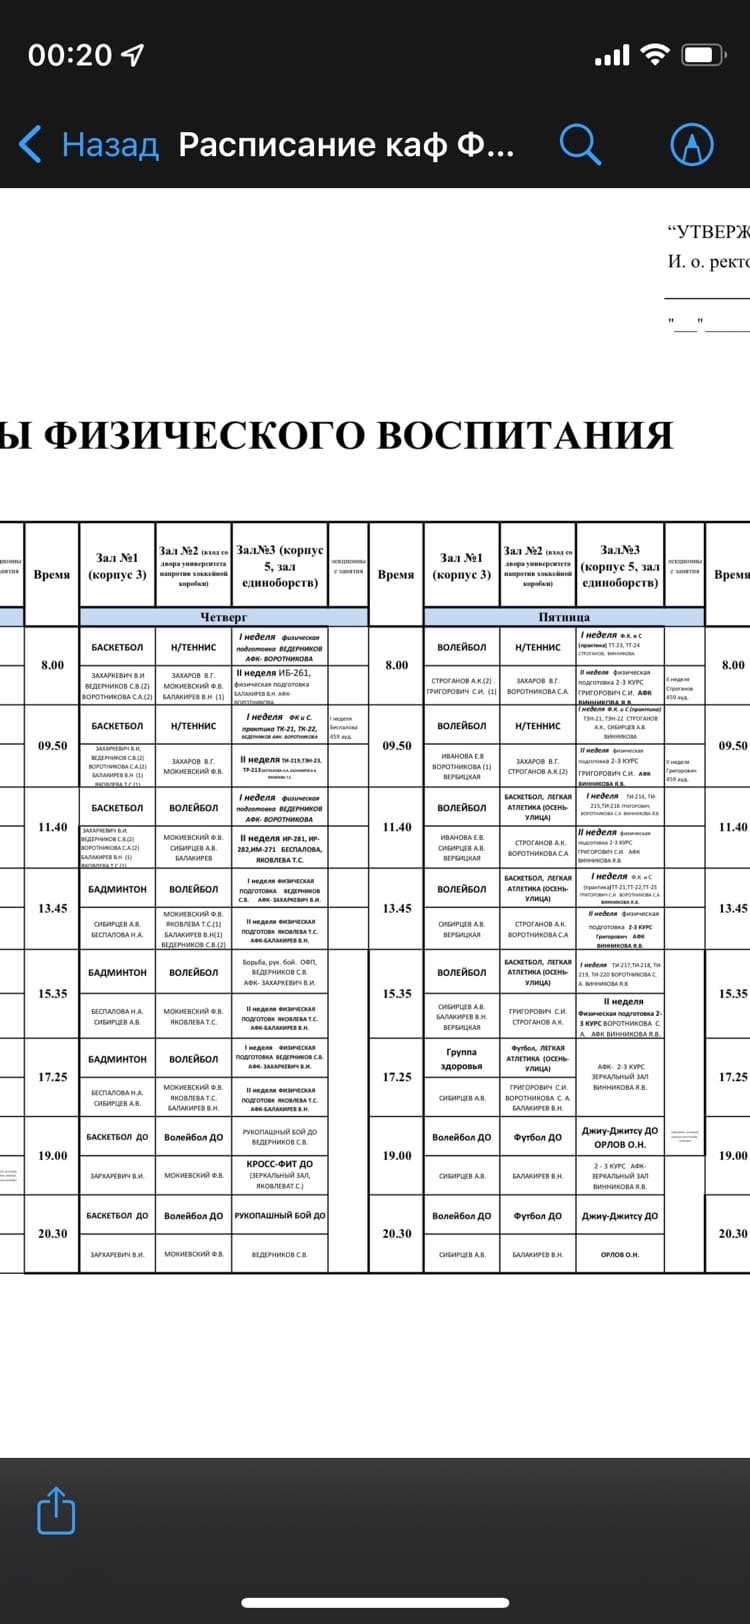 00:20
Назад Расписание каф Ф...
“УТВЕРЖ
И. о. ректо
"__"
Ы ФИЗИЧЕСКОГО ВОСПИТАНИЯ
Время
Зал №1
(корпус 3)
Зал №2 (вход со
двора университета
напротив хоккейной
коробки)
Зал№3 (корпус
5, зал
единоборств)
Время
Зал №1
(корпус 3)
Зал №2 (вход со
двора университета
напротив хоккейной
коробки)
Зал№3
(корпус 5, зал
единоборств)
Время
Четверг
Пятница
8.00
БАСКЕТБОЛ
Н/ТЕННИС
I неделя физическая
подготовка ВЕДЕРНИКОВ
АФК- ВОРОТНИКОВА
8.00
ВОЛЕЙБОЛ
Н/ТЕННИС
I неделя Ф.К. и С
(практика) ТТ-23, ТТ-24
СТРОГАНОВ, ВИННИКОВА
8.00
ЗАХАРКЕВИЧ В.И
ВЕДЕРНИКОВ С.В.(2)
ВОРОТНИКОВА С.А.(2)
ЗАХАРОВ В.Г.
МОКИЕВСКИЙ Ф.В.
БАЛАКИРЕВ В.Н (1)
II неделя ИБ-261,
физическая подготовка
БАЛАКИРЕВ В.Н. АФК-
ВОРОТНИКОВА
СТРОГАНОВ А.К.(2) .
ГРИГОРОВИЧ С.И. (1)
ЗАХАРОВ В.Г.
ВОРОТНИКОВА С.А.
II неделя физическая
подготовка 2-3 КУРС
ГРИГОРОВИЧ С.И. АФК
ВИННИКОВА Я.В.
II неделя
Строганов
459 ауд.
09.50
БАСКЕТБОЛ
Н/ТЕННИС
I неделя ФК и С.
практика ТК-21, ТК-22,
ВЕДЕРНИКОВ АФК- ВОРОТНИКОВА
I неделя
Беспалова
459 ауд.
09.50
ВОЛЕЙБОЛ
Н/ТЕННИС
I неделя Ф.К. и С (практика)
ТЭН-21, ТЭН-22 СТРОГАНОВ
А.К., СИБИРЦЕВ А.В.
ВИННИКОВА
09.50
ЗАХАРКЕВИЧ В.И,
ВЕДЕРНИКОВ С.В.(2)
ВОРОТНИКОВА С.А.(2)
БАЛАКИРЕВ В.Н (1)
ЯКОВЛЕВА Т.С.(1)
ЗАХАРОВ В.Г.
МОКИЕВСКИЙ Ф.В.
II неделя ТИ-219,ТЭН-23,
ТР-213
ИВАНОВА Е.В
ВОРОТНИКОВА (1)
ВЕРБИЦКАЯ
ЗАХАРОВ В.Г.
СТРОГАНОВ А.К.(2)
II неделя физическая
подготовка 2-3 КУРС
ГРИГОРОВИЧ С.И. АФК
ВИННИКОВА Я.В.
II неделя
Григорович
459 ауд.
11.40
БАСКЕТБОЛ
ВОЛЕЙБОЛ
I неделя физическая
подготовка ВЕДЕРНИКОВ
АФК- ВОРОТНИКОВА
11.40
ВОЛЕЙБОЛ
БАСКЕТБОЛ, ЛЕГКАЯ
АТЛЕТИКА (ОСЕНЬ-
УЛИЦА)
I неделя ТИ-214, ТИ-
215,ТИ-216 ГРИГОРОВИЧ,
ВОРОТНИКОВА С.А. ВИННИКОВА Я.В.
11.40
ЗАХАРКЕВИЧ В.И.
ВЕДЕРНИКОВ С.В.(2)
ВОРОТНИКОВА С.А.(2)
БАЛАКИРЕВ В.Н (1)
ЯКОВЛЕВА Т.С.(1)
МОКИЕВСКИЙ Ф.В.
СИБИРЦЕВ А.В.
БАЛАКИРЕВ
II неделя ИР-281, ИР-
282,ИМ-271 БЕСПАЛОВА,
ЯКОВЛЕВА Т.С.
ИВАНОВА Е.В.
СИБИРЦЕВ А.В.
ВЕРБИЦКАЯ
СТРОГАНОВ А.К.
ВОРОТНИКОВА С.А
II неделя физическая
подготовка 2-3 КУРС
ГРИГОРОВИЧ С.И. АФК
ВИННИКОВА Я.В.
13.45
БАДМИНТОН
ВОЛЕЙБОЛ
I неделя ФИЗИЧЕСКАЯ
ПОДГОТОВКА ВЕДЕРНИКОВ
С.В. АФК- ЗАХАРКЕВИЧ В.И.
13.45
ВОЛЕЙБОЛ
БАСКЕТБОЛ, ЛЕГКАЯ
АТЛЕТИКА (ОСЕНЬ-
УЛИЦА)
I неделя Ф.К. и С
(практика)ТТ-21,ТТ-22,ТТ-25
ГРИГОРОВИЧ С.И., ВОРОТНИКОВА С.А.
ВИННИКОВА Я.В.
13.45
СИБИРЦЕВ А.В.
БЕСПАЛОВА Н.А.
МОКИЕВСКИЙ Ф.В.
ЯКОВЛЕВА Т.С.(1)
БАЛАКИРЕВ В.Н(1)
ВЕДЕРНИКОВ С.В.(2)
II неделя ФИЗИЧЕСКАЯ
ПОДГОТОВК ЯКОВЛЕВА Т.С.
АФК-БАЛАКИРЕВ В.Н.
СИБИРЦЕВ А.В.
ВЕРБИЦКАЯ
СТРОГАНОВ А.К.
ВОРОТНИКОВА С.А
II неделя физическая
подготовка 2-3 КУРС
Григорович АФК
ВИННИКОВА Я.В.
15.35
БАДМИНТОН
ВОЛЕЙБОЛ
Борьба, рук. бой. ОФП,
ВЕДЕРНИКОВ С.В.
АФК- ЗАХАРКЕВИЧ В.И.
15.35
ВОЛЕЙБОЛ
БАСКЕТБОЛ, ЛЕГКАЯ
АТЛЕТИКА (ОСЕНЬ-
УЛИЦА)
I неделя ТИ-217,ТИ-218, ТИ-
219, ТИ-220 ВОРОТНИКОВА С.
А. ВИННИКОВА Я.В.
15.35
БЕСПАЛОВА Н.А.
СИБИРЦЕВ А.В.
МОКИЕВСКИЙ Ф.В.
ЯКОВЛЕВА Т.С.
II неделя ФИЗИЧЕСКАЯ
ПОДГОТОВК ЯКОВЛЕВА Т.С.
АФК-БАЛАКИРЕВ В.Н.
СИБИРЦЕВ А.В.
БАЛАКИРЕВ В.Н.
ВЕРБИЦКАЯ
ГРИГОРОВИЧ С.И.
СТРОГАНОВ А.К.
II неделя
Физическая подготовка 2-
3 КУРС ВОРОТНИКОВА С.
А. АФК ВИННИКОВА Я.В.
17.25
БАДМИНТОН
ВОЛЕЙБОЛ
I неделя ФИЗИЧЕСКАЯ
ПОДГОТОВКА ВЕДЕРНИКОВ С.В.
АФК- ЗАХАРКЕВИЧ В.И.
17.25
Группа
здоровья
Футбол, ЛЕГКАЯ
АТЛЕТИКА (ОСЕНЬ-
УЛИЦА)
АФК- 2-3 КУРС
ЗЕРКАЛЬНЫЙ ЗАЛ
ВИННИКОВА Я.В.
17.25
БЕСПАЛОВА Н.А.
СИБИРЦЕВ А.В.
МОКИЕВСКИЙ Ф.В.
ЯКОВЛЕВА Т.С.
БАЛАКИРЕВ В.Н.
II неделя ФИЗИЧЕСКАЯ
ПОДГОТОВК ЯКОВЛЕВА Т.С.
АФК-БАЛАКИРЕВ В.Н.
СИБИРЦЕВ А.В.
ГРИГОРОВИЧ С.И.
ВОРОТНИКОВА С. А.
БАЛАКИРЕВ В.Н.
19.00
БАСКЕТБОЛ ДО
Волейбол ДО
РУКОПАШНЫЙ БОЙ ДО
ВЕДЕРНИКОВ С.В.
19.00
Волейбол ДО
Футбол ДО
Джиу-Джитсу ДО
ОРЛОВ О.Н.
19.00
ЗАРХАРЕВИЧ В.И.
МОКИЕВСКИЙ Ф.В.
КРОСС-ФИТ ДО
(ЗЕРКАЛЬНЫЙ ЗАЛ,
ЯКОВЛЕВАТ.С.)
СИБИРЦЕВ А.В.
БАЛАКИРЕВ В.Н.
2 - 3 КУРС АФК-
ЗЕРКАЛЬНЫЙ ЗАЛ
ВИННИКОВА Я.В.
20.30
БАСКЕТБОЛ ДО
Волейбол ДО
РУКОПАШНЫЙ БОЙ ДО
20.30
Волейбол ДО
Футбол ДО
Джиу-Джитсу ДО
20.30
ЗАРХАРЕВИЧ В.И.
МОКИЕВСКИЙ Ф.В.
ВЕДЕРНИКОВ С.В.
СИБИРЦЕВ А.В.
БАЛАКИРЕВ В.Н.
ОРЛОВ О.Н.